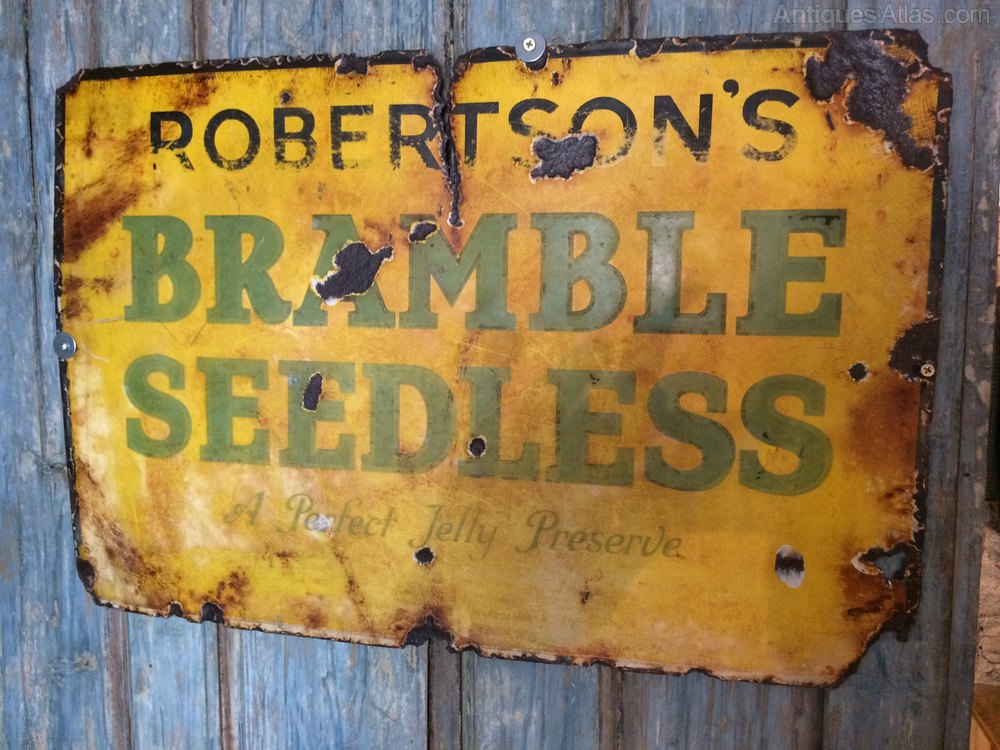 AntiquesAtlas.com
ROBERTSON'S
BRAMBLE
SEEDLESS
A Perfect Jelly Preserve